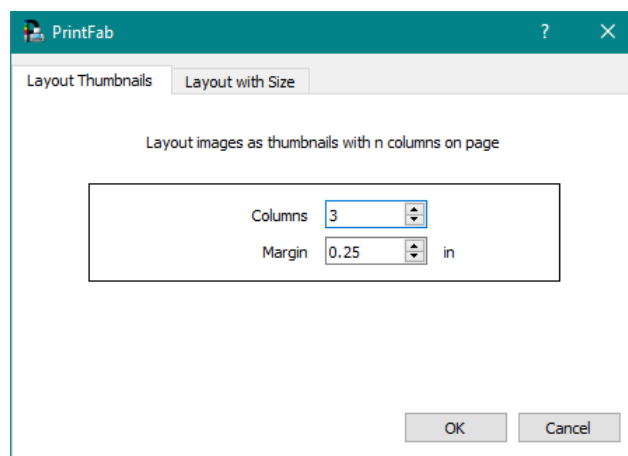 PrintFab
Layout Thumbnails Layout with Size
Layout images as thumbnails with n columns on page
Columns 3
Margin 0.25 in
OK Cancel